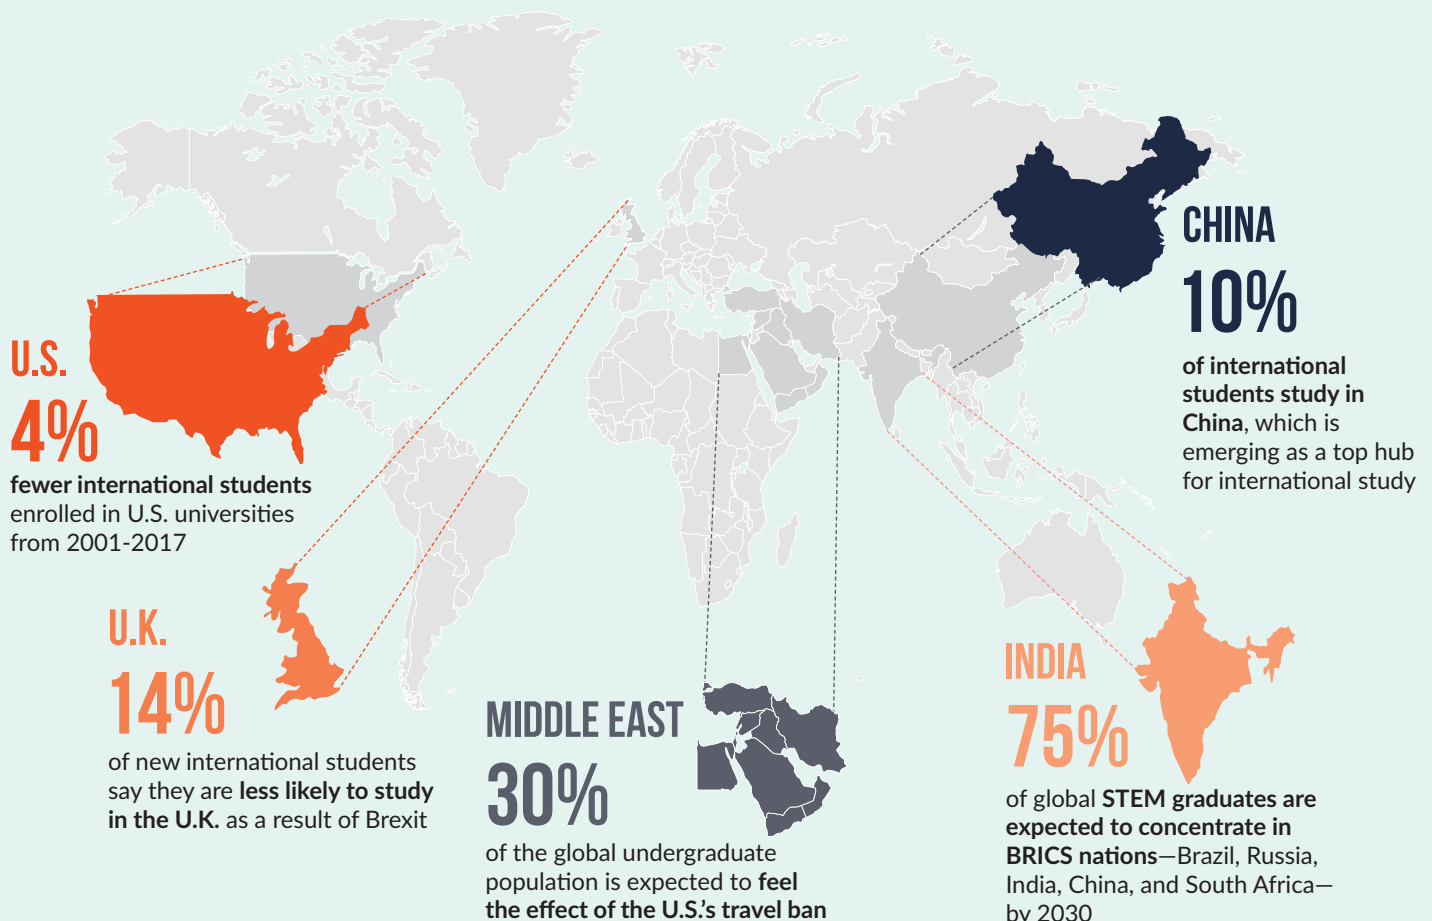 U.S.
4%
fewer international students
enrolled in U.S. universities
from 2001-2017
U.K.
14%
of new international students
say they are less likely to study
in the U.K. as a result of Brexit
MIDDLE EAST
30%
of the global undergraduate
population is expected to feel
the effect of the U.S.'s travel ban
CHINA
10%
of international
students study in
China, which is
emerging as a top hub
for international study
INDIA
75%
of global STEM graduates are
expected to concentrate in
BRICS nations—Brazil, Russia,
India, China, and South Africa—
by 2030